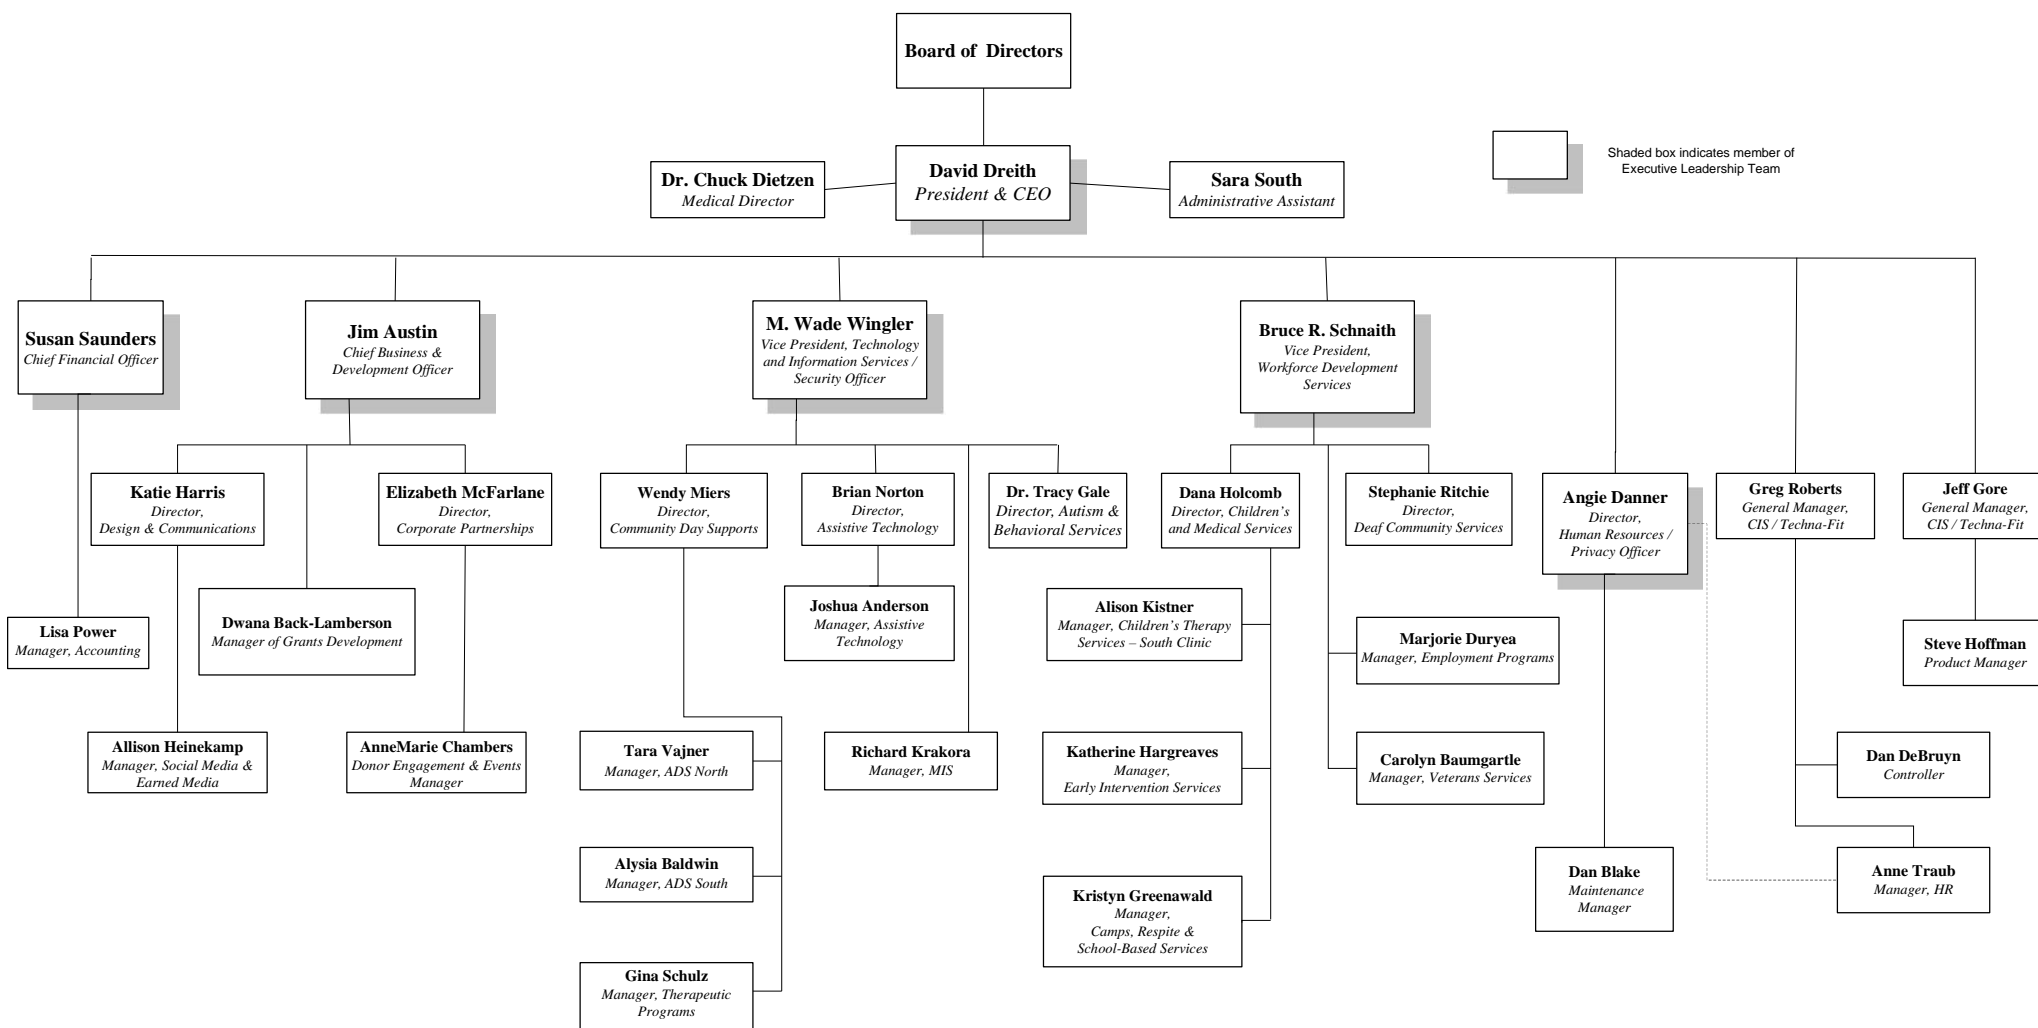 Board of Directors
Shaded box indicates member of
Executive Leadership Team
Dr. Chuck Dietzen
Medical Director
David Dreith
President & CEO
Sara South
Administrative Assistant
Susan Saunders
Chief Financial Officer
Jim Austin
Chief Business &
Development Officer
M. Wade Wingler
Vice President, Technology
and Information Services /
Security Officer
Bruce R. Schnaith
Vice President,
Workforce Development
Services
Katie Harris
Director,
Design & Communications
Elizabeth McFarlane
Director,
Corporate Partnerships
Wendy Miers
Director,
Community Day Supports
Brian Norton
Director,
Assistive Technology
Dr. Tracy Gale
Director, Autism &
Behavioral Services
Dana Holcomb
Director, Children's
and Medical Services
Stephanie Ritchie
Director,
Deaf Community Services
Angie Danner
Director,
Human Resources /
Privacy Officer
Greg Roberts
General Manager,
CIS / Techna-Fit
Jeff Gore
General Manager,
CIS / Techna-Fit
Lisa Power
Manager, Accounting
Dwana Back-Lamberson
Manager of Grants Development
Joshua Anderson
Manager, Assistive
Technology
Alison Kistner
Manager, Children's Therapy
Services – South Clinic
Marjorie Duryea
Manager, Employment Programs
Steve Hoffman
Product Manager
Allison Heinekamp
Manager, Social Media &
Earned Media
AnneMarie Chambers
Donor Engagement & Events
Manager
Tara Vajner
Manager, ADS North
Richard Krakora
Manager, MIS
Katherine Hargreaves
Manager,
Early Intervention Services
Carolyn Baumgartle
Manager, Veterans Services
Dan DeBruyn
Controller
Alysia Baldwin
Manager, ADS South
Kristyn Greenawald
Manager,
Camps, Respite &
School-Based Services
Dan Blake
Maintenance
Manager
Anne Traub
Manager, HR
Gina Schulz
Manager, Therapeutic
Programs